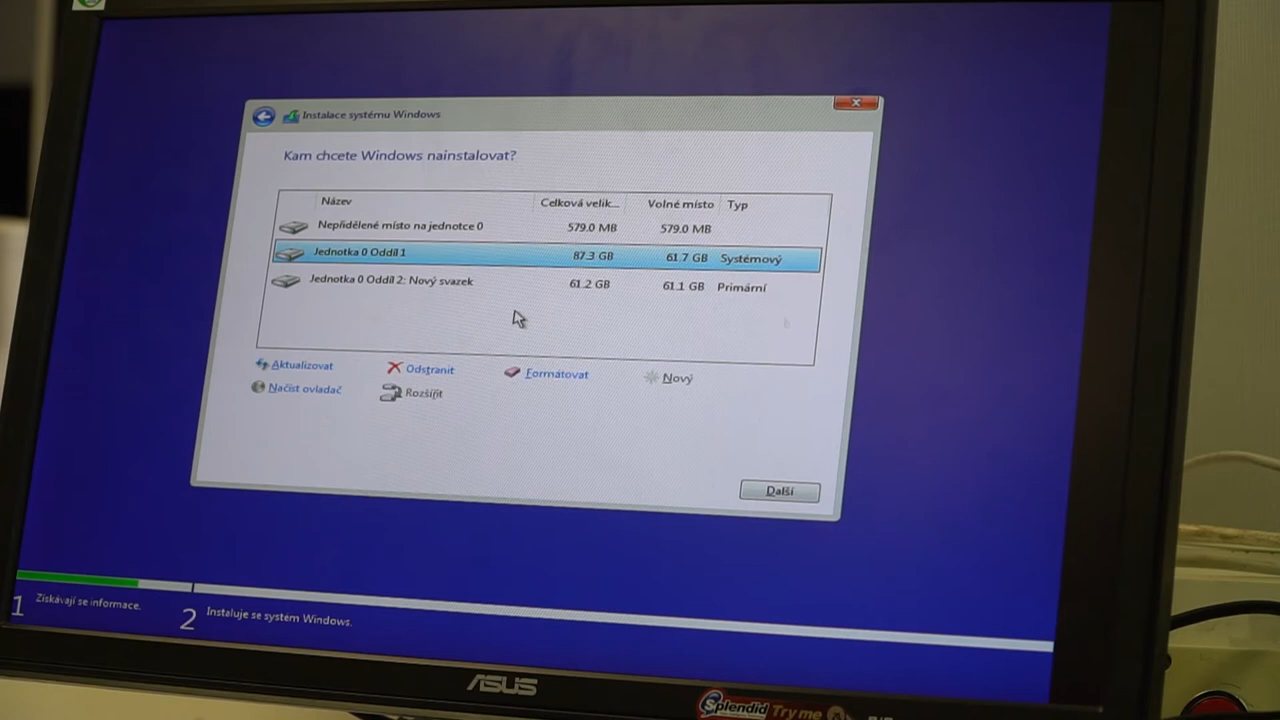 Instalace systému Windows
Kam chcete Windows nainstalovat?
Název Celková velik... Volné místo Typ
Nepřidělené místo na jednotce 0 579.0 MB 579.0 MB
Jednotka 0 Oddíl 1 87.3 GB 61.7 GB Systémový
Jednotka 0 Oddíl 2: Nový svazek 61.2 GB 61.1 GB Primární
Aktualizovat Odstranit Formátovat Nový
Načíst ovladač Rozšířit
Další
1 Získávají se informace.
2 Instaluje se systém Windows.
ASUS
Splendid Try me